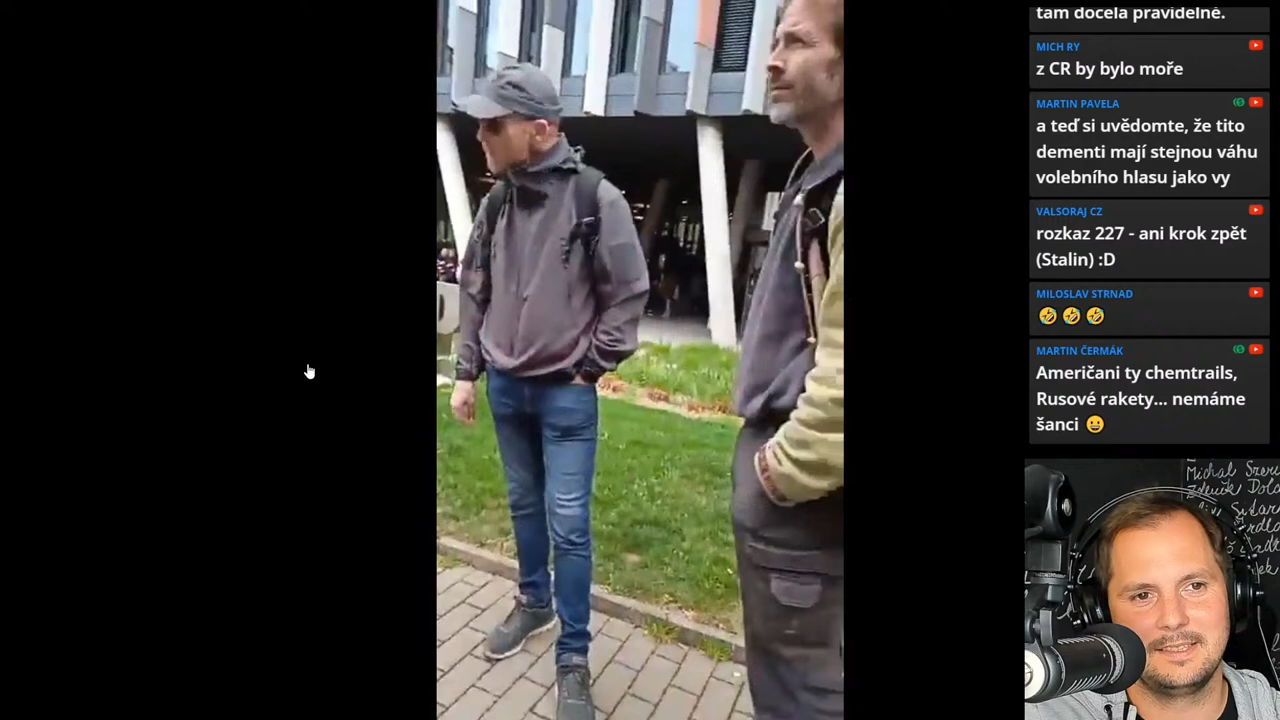 tam docela pravidelně.
MICH RY
z CR by bylo moře
MARTIN PAVELA
a teď si uvědomte, že tito
dementi mají stejnou váhu
volebního hlasu jako vy
VALSORAJ CZ
rozkaz 227 - ani krok zpět
(Stalin) :D
MILOSLAV STRNAD
🤣 🤣 🤣
MARTIN ČERMÁK
Američani ty chemtrails,
Rusové rakety... nemáme
šanci 😀
Michal
Zdeněk